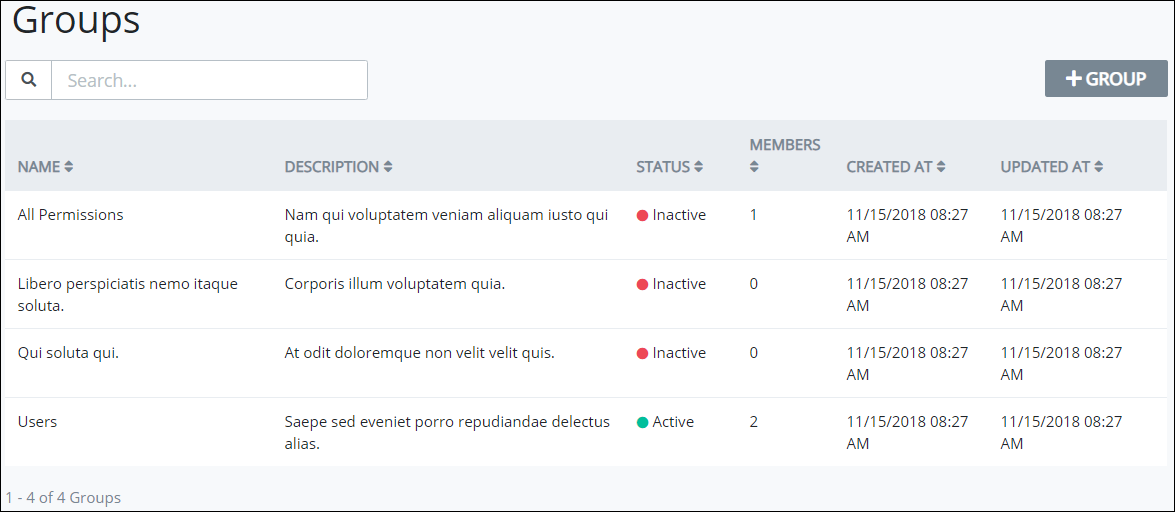 Groups
Search...
GROUP
MEMBERS
NAME DESCRIPTION STATUS CREATED AT UPDATED AT
All Permissions Nam qui voluptatem veniam aliquam iusto qui Inactive 1 11/15/2018 08:27 11/15/2018 08:27
quia. AM AM
Libero perspiciatis nemo itaque Corporis illum voluptatem quia. Inactive 0 11/15/2018 08:27 11/15/2018 08:27
soluta. AM AM
Qui soluta qui. At odit doloremque non velit velit quis. Inactive 0 11/15/2018 08:27 11/15/2018 08:27
AM AM
Users Saepe sed eveniet porro repudiandae delectus Active 2 11/15/2018 08:27 11/15/2018 08:27
alias. AM AM
1 - 4 of 4 Groups